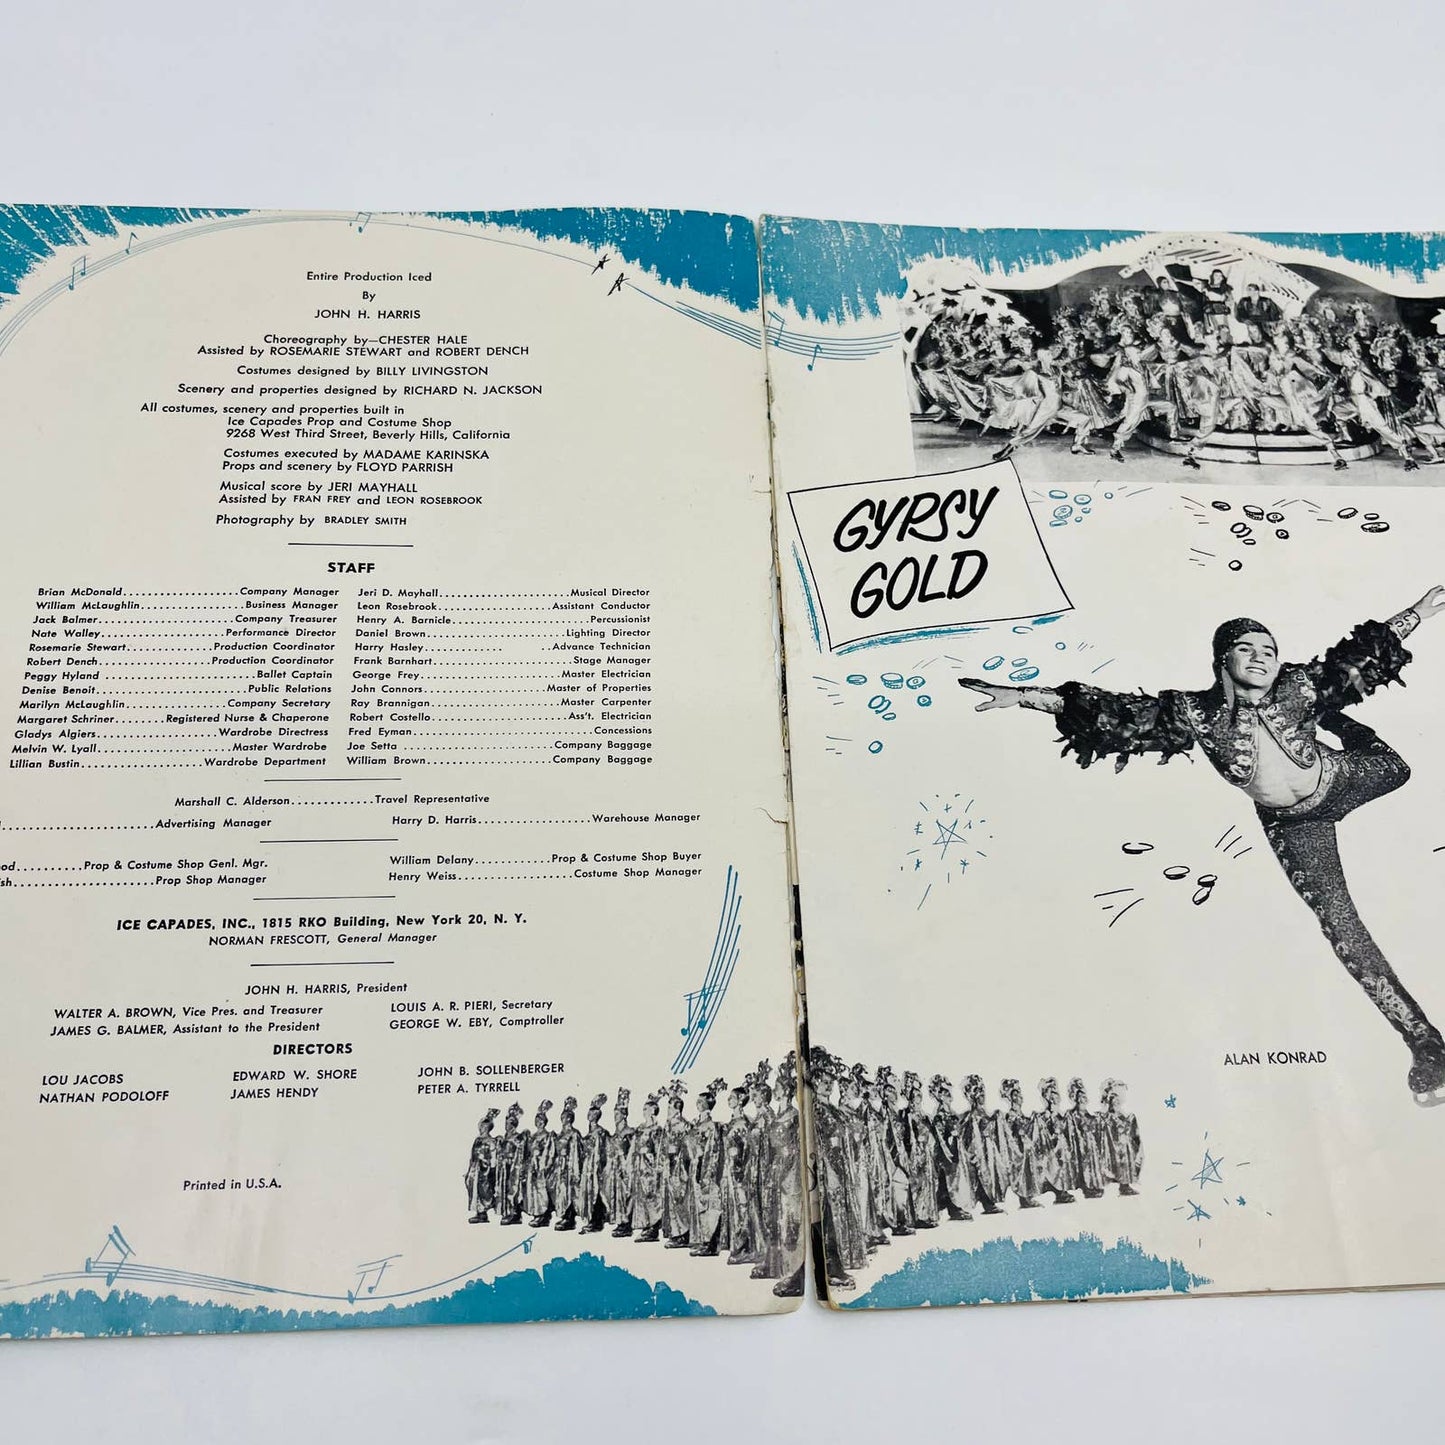 Entire Production Iced
By
JOHN H. HARRIS
Choreography by—CHESTER HALE
Assisted by ROSEMARIE STEWART and ROBERT DENCH
Costumes designed by BILLY LIVINGSTON
Scenery and properties designed by RICHARD N. JACKSON
All costumes, scenery and properties built in
Ice Capades Prop and Costume Shop
9268 West Third Street, Beverly Hills, California
Costumes executed by MADAME KARINSKA
Props and scenery by FLOYD PARRISH
Musical score by JERI MAYHALL
Assisted by FRAN FREY and LEON ROSEBROOK
Photography by BRADLEY SMITH
STAFF
Brian McDonald....................Company Manager
William McLaughlin..................Business Manager
Jack Balmer........................Company Treasurer
Nate Walley......................Performance Director
Rosemarie Stewart...............Production Coordinator
Robert Dench....................Production Coordinator
Peggy Hyland ..........................Ballet Captain
Denise Benoit...........................Public Relations
Marilyn McLaughlin..................Company Secretary
Margaret Schriner........Registered Nurse & Chaperone
Gladys Algiers.....................Wardrobe Directress
Melvin W. Lyall.......................Master Wardrobe
Lillian Bustin.....................Wardrobe Department
Jeri D. Mayhall.......................Musical Director
Leon Rosebrook....................Assistant Conductor
Henry A. Barnicle........................Percussionist
Daniel Brown.........................Lighting Director
Harry Hasley.............. ..Advance Technician
Frank Barnhart........................Stage Manager
George Frey..........................Master Electrician
John Connors......................Master of Properties
Ray Brannigan.......................Master Carpenter
Robert Costello.......................Ass't. Electrician
Fred Eyman..............................Concessions
Joe Setta ..........................Company Baggage
William Brown......................Company Baggage
Marshall C. Alderson............Travel Representative
......................Advertising Manager
Harry D. Harris...................Warehouse Manager
od..........Prop & Costume Shop Genl. Mgr.
sh.....................Prop Shop Manager
William Delany...........Prop & Costume Shop Buyer
Henry Weiss.................Costume Shop Manager
ICE CAPADES, INC., 1815 RKO Building, New York 20, N. Y.
NORMAN FRESCOTT, General Manager
JOHN H. HARRIS, President
WALTER A. BROWN, Vice Pres. and Treasurer
JAMES G. BALMER, Assistant to the President
LOUIS A. R. PIERI, Secretary
GEORGE W. EBY, Comptroller
DIRECTORS
LOU JACOBS
NATHAN PODOLOFF
EDWARD W. SHORE
JAMES HENDY
JOHN B. SOLLENBERGER
PETER A. TYRRELL
Printed in U.S.A.
GYPSY
GOLD
ALAN KONRAD